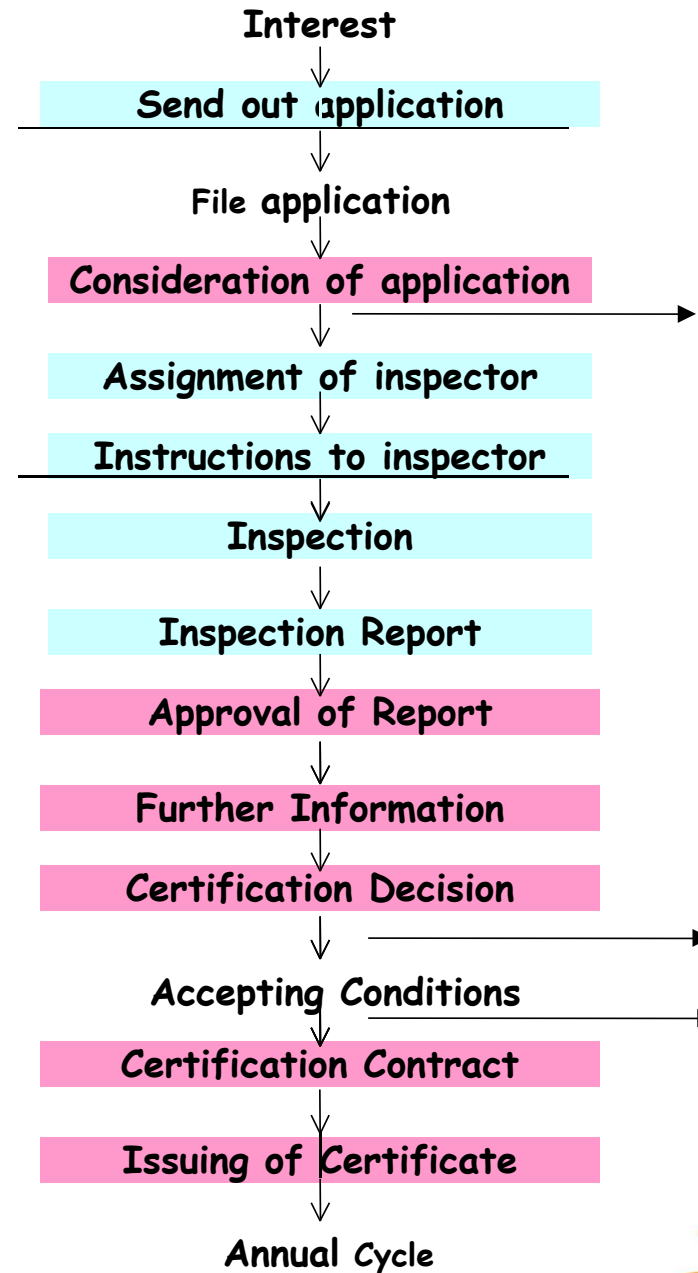 Interest
Send out application
File application
Consideration of application
Assignment of inspector
Instructions to inspector
Inspection
Inspection Report
Approval of Report
Further Information
Certification Decision
Accepting Conditions
Certification Contract
Issuing of Certificate
Annual Cycle